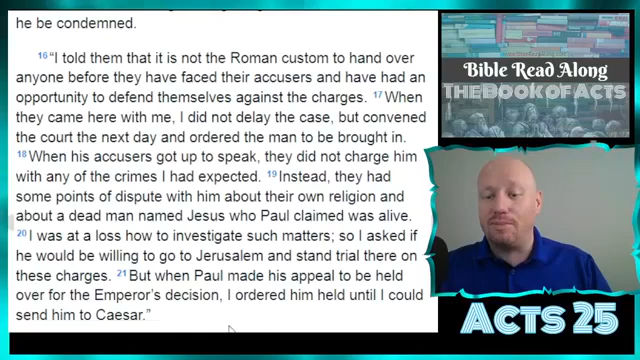 he be condemned.
16 “I told them that it is not the Roman custom to hand over
anyone before they have faced their accusers and have had an
opportunity to defend themselves against the charges. 17 When
they came here with me, I did not delay the case, but convened
the court the next day and ordered the man to be brought in.
18 When his accusers got up to speak, they did not charge him
with any of the crimes I had expected. 19 Instead, they had
some points of dispute with him about their own religion and
about a dead man named Jesus who Paul claimed was alive.
20 I was at a loss how to investigate such matters; so I asked if
he would be willing to go to Jerusalem and stand trial there on
these charges. 21 But when Paul made his appeal to be held
over for the Emperor’s decision, I ordered him held until I could
send him to Caesar.”
Bible Read Along
The Book of Acts
Acts 25